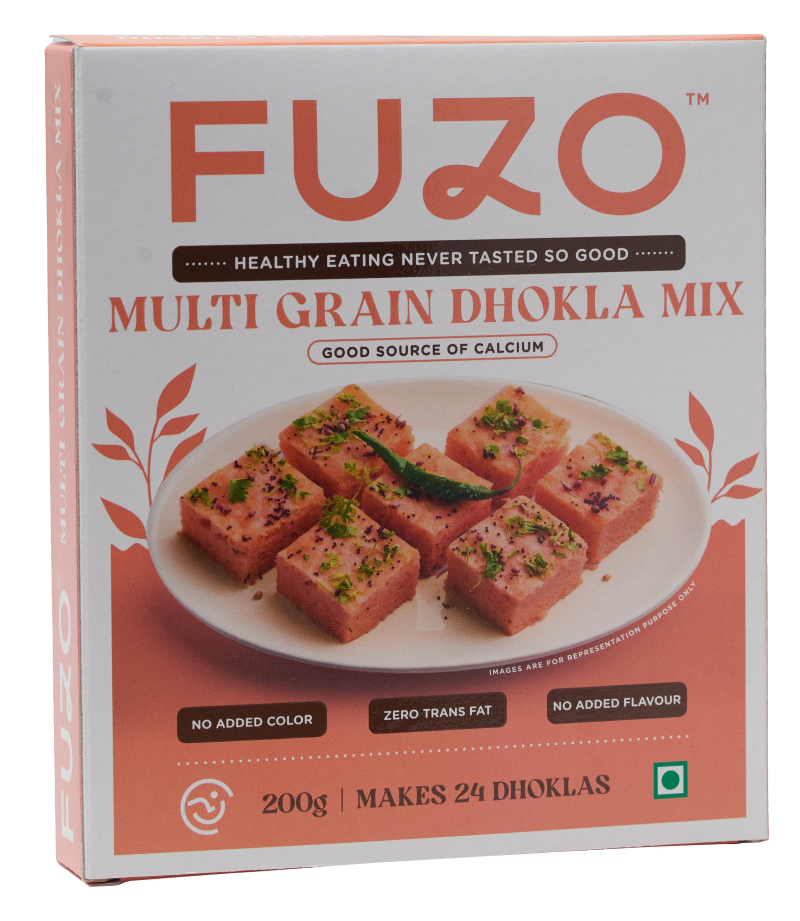 FUZO™
HEALTHY EATING NEVER TASTED SO GOOD
MULTI GRAIN DHOKLA MIX
GOOD SOURCE OF CALCIUM
IMAGES ARE FOR REPRESENTATION PURPOSE ONLY
NO ADDED COLOR
ZERO TRANS FAT
NO ADDED FLAVOUR
200g | MAKES 24 DHOKLAS
FUZO™ MULTI GRAIN DHOKLA MIX